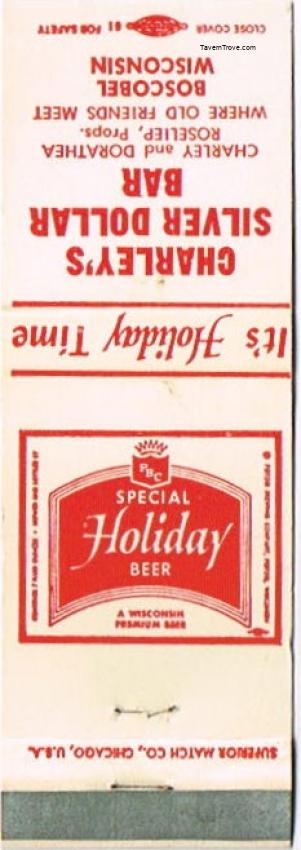 TavernTrove.com
CLOSE COVER 61 FOR SAFETY
CHARLEY'S
SILVER DOLLAR
BAR
CHARLEY and DORATHEA
ROSELIEP, Props.
WHERE OLD FRIENDS MEET
BOSCOBEL
WISCONSIN
It's Holiday Time
PBC
SPECIAL
Holiday
BEER
A WISCONSIN
PREMIUM BEER
SUPERIOR MATCH CO., CHICAGO, U.S.A.